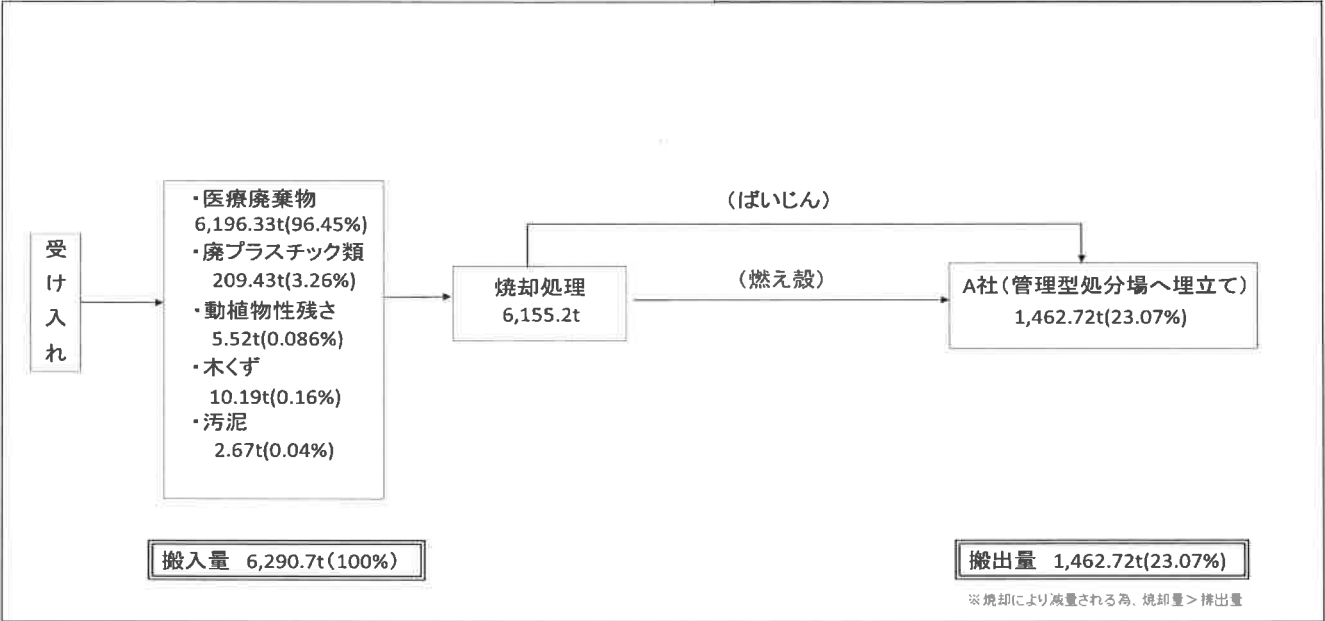 受け入れ
・医療廃棄物
6,196.33t(96.45%)
・廃プラスチック類
209.43t(3.26%)
・動植物性残さ
5.52t(0.086%)
・木くず
10.19t(0.16%)
・汚泥
2.67t(0.04%)
焼却処理
6,155.2t
（ばいじん）
（燃え殻）
A社（管理型処分場へ埋立て）
1,462.72t(23.07%)
搬入量 6,290.7t（100%）
搬出量 1,462.72t(23.07%)
※焼却により減量される為、焼却量＞排出量